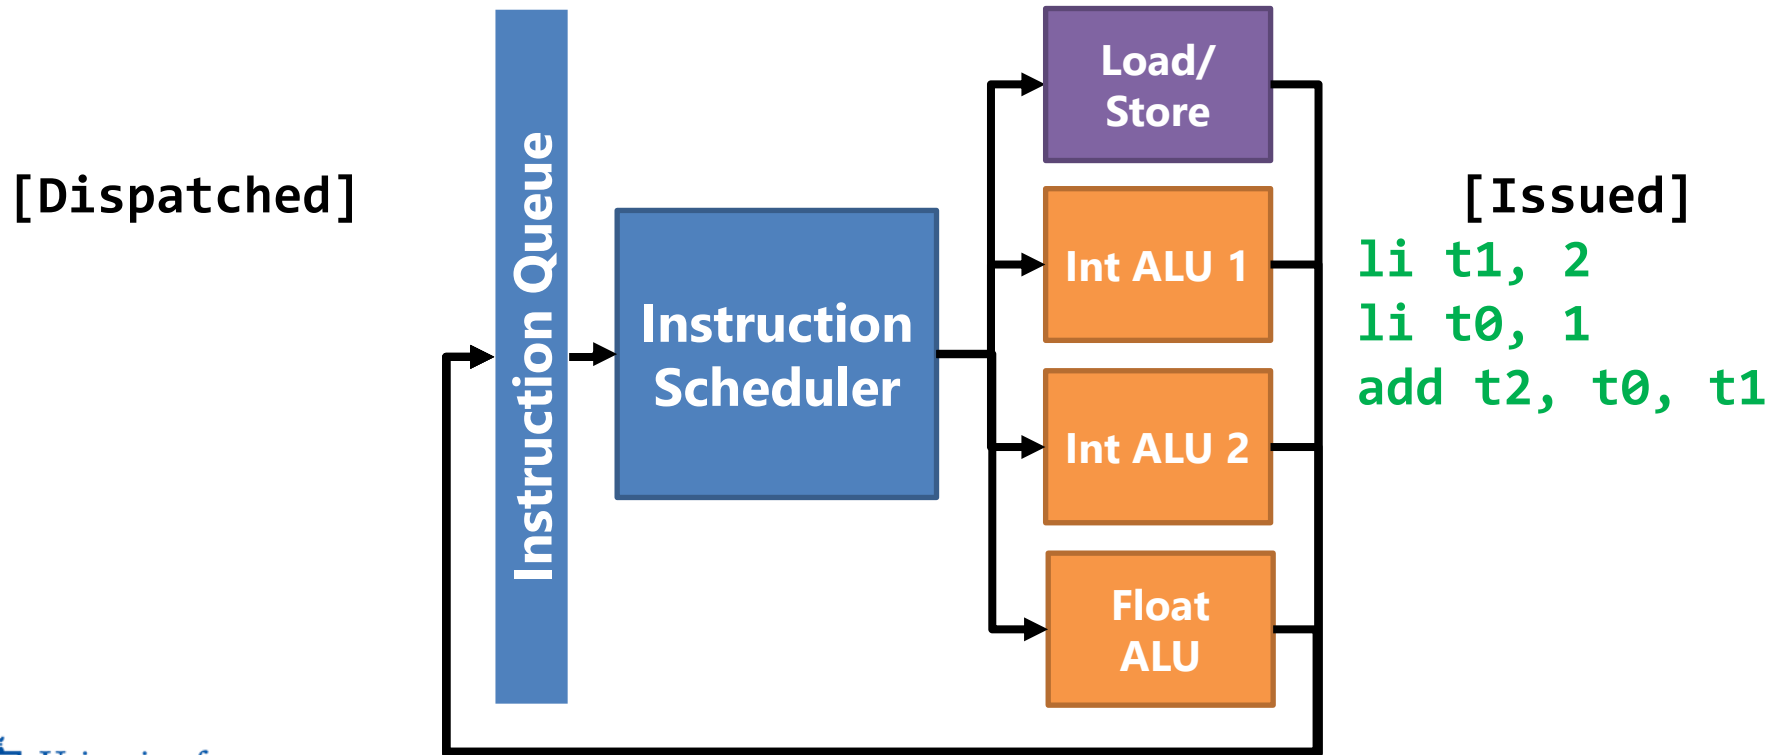 [Dispatched]
Instruction Queue
Instruction
Scheduler
Load/
Store
Int ALU 1
Int ALU 2
Float
ALU
[Issued]
li t1, 2
li t0, 1
add t2, t0, t1